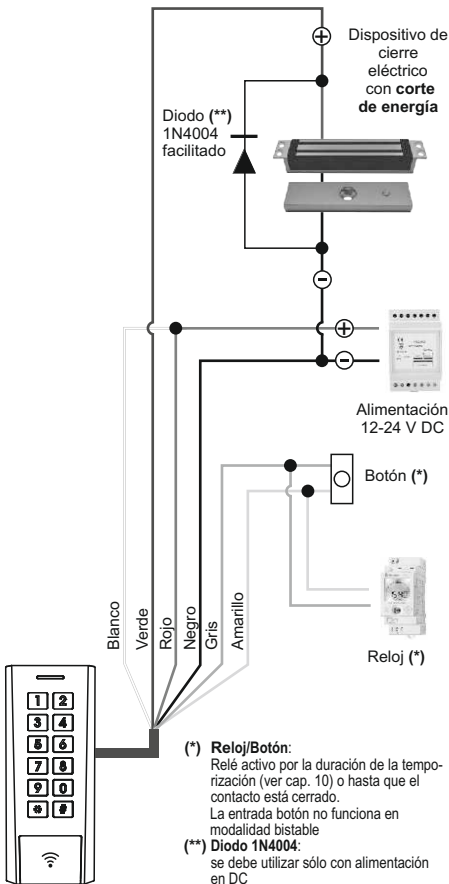 Dispositivo de
cierre
eléctrico
con corte
de energía
Diodo (**)
1N4004
facilitado
+
-
+
-
Alimentación
12-24 V DC
Botón (*)
Reloj (*)
Blanco
Verde
Rojo
Negro
Gris
Amarillo
1 2
3 4
5 6
7 8
9 0
* #
(*) Reloj/Botón:
Relé activo por la duración de la tempo-
rización (ver cap. 10) o hasta que el
contacto está cerrado.
La entrada botón no funciona en
modalidad bistable
(**) Diodo 1N4004:
se debe utilizar sólo con alimentación
en DC